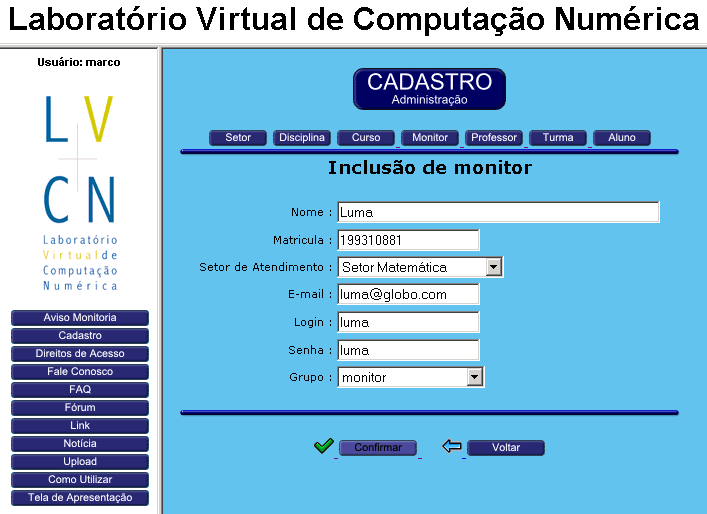 Laboratório Virtual de Computação Numérica
Usuário: marco
L V
C N
Laboratório
Virtual de
Computação
Numérica
Aviso Monitoria
Cadastro
Direitos de Acesso
Fale Conosco
FAQ
Fórum
Link
Notícia
Upload
Como Utilizar
Tela de Apresentação
CADASTRO
Administração
Setor Disciplina Curso Monitor Professor Turma Aluno
Inclusão de monitor
Nome : Luma
Matricula : 199310881
Setor de Atendimento : Setor Matemática
E-mail : luma@globo.com
Login : luma
Senha : luma
Grupo : monitor
Confirmar Voltar